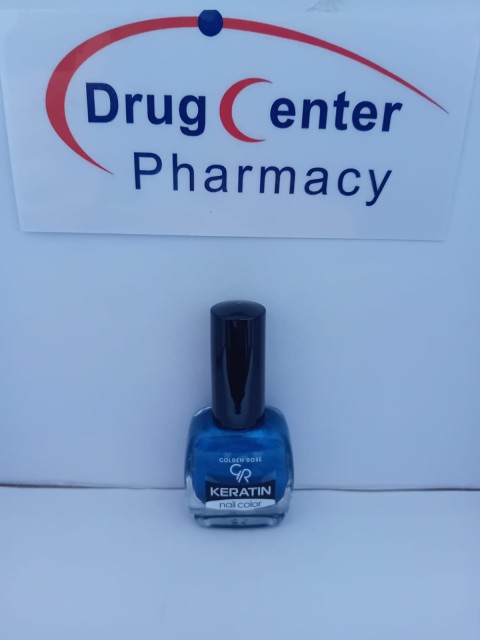 Drug Center
Pharmacy
GOLDEN ROSE
GR
KERATIN
nail color